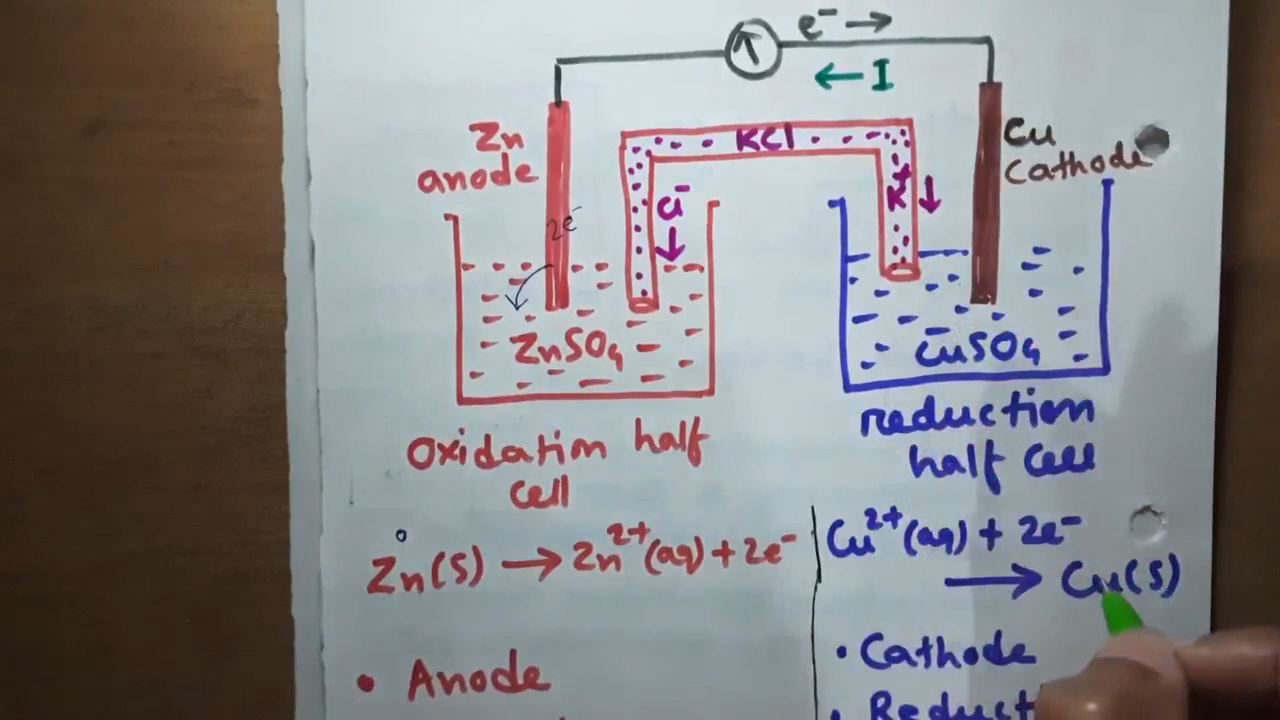 e⁻ →
← I
Zn
anode
KCl
Cu
Cathode
Cl⁻
K⁺
2e⁻
ZnSO₄
CuSO₄
Oxidation half
cell
reduction
half cell
Zn(s) → Zn²⁺(aq) + 2e⁻
Cu²⁺(aq) + 2e⁻
→ Cu(s)
• Anode
• Cathode